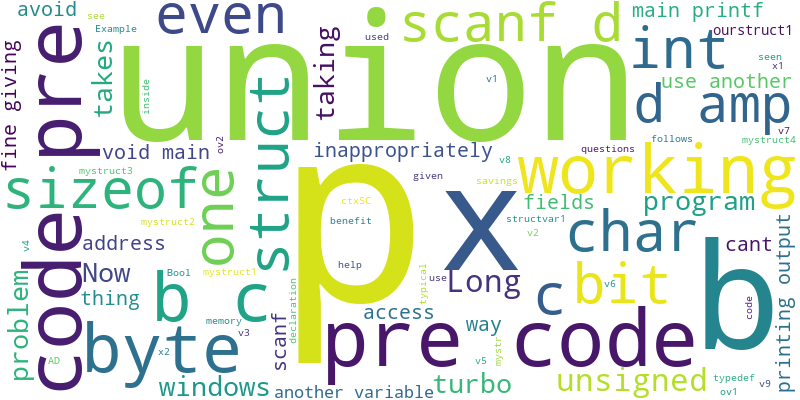 avoid
see
Example
even
used
scanf d
main printf
ourstruct1
seen
x1
int
use another
d amp
v7
mystruct4
follows
fine giving
pre
code
takes
inside
union
v1
taking
struct
void main
ov2
mystruct3
inappropriately
v8
questions
given
savings
working
sizeof
one
mystruct2
address
Now
thing
mystruct1
Bool
b c
ctxSC
benefit
help
p
x
px
fields
program
structvar1
v2
char
cant
printing output
v4
problem
AD
byte
x2
memory
v3
scanf
declaration
pre code
access
typical
use
Long
way
c
bit
v6
b
code
v5
mystr
windows
another variable
turbo
unsigned
typedef
ov1
v9